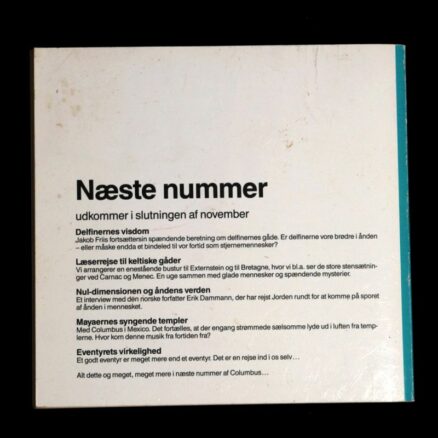 Næste nummer
udkommer i slutningen af november
Delfinernes visdom
Jakob Friis fortsætter sin spændende beretning om delfinernes gåde. Er delfinerne vore brødre i ånden
– eller måske endda et bindeled til vor fortid som stjernemennesker?
Læserrejse til keltiske gåder
Vi arrangerer en enestående bustur til Externstein og til Bretagne, hvor vi bl.a. ser de store stensætnin-
ger ved Carnac og Menec. En uge sammen med glade mennesker og spændende mysterier.
Nul-dimensionen og åndens verden
Et interview med den norske forfatter Erik Dammann, der har rejst Jorden rundt for at komme på sporet
af ånden i mennesket.
Mayaernes syngende templer
Med Columbus i Mexico. Det fortælles, at der engang strømmede sælsomme lyde ud i luften fra temp-
lerne. Hvor kom denne musik fra fortiden fra?
Eventyrets virkelighed
Et godt eventyr er meget mere end et eventyr. Det er en rejse ind i os selv...
Alt dette og meget, meget mere i næste nummer af Columbus...